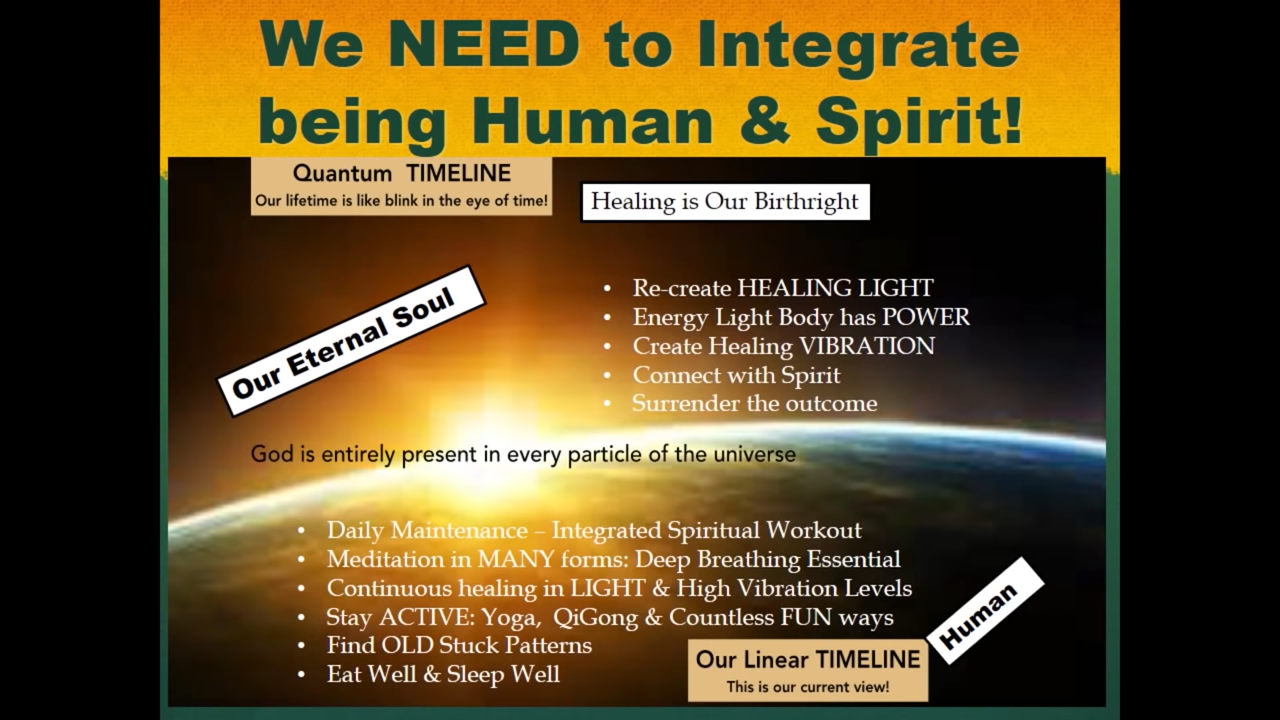 We NEED to Integrate
being Human & Spirit!
Quantum TIMELINE
Our lifetime is like blink in the eye of time!
Healing is Our Birthright
Our Eternal Soul
• Re-create HEALING LIGHT
• Energy Light Body has POWER
• Create Healing VIBRATION
• Connect with Spirit
• Surrender the outcome
God is entirely present in every particle of the universe
• Daily Maintenance – Integrated Spiritual Workout
• Meditation in MANY forms: Deep Breathing Essential
• Continuous healing in LIGHT & High Vibration Levels
• Stay ACTIVE: Yoga, QiGong & Countless FUN ways
• Find OLD Stuck Patterns
• Eat Well & Sleep Well
Human
Our Linear TIMELINE
This is our current view!